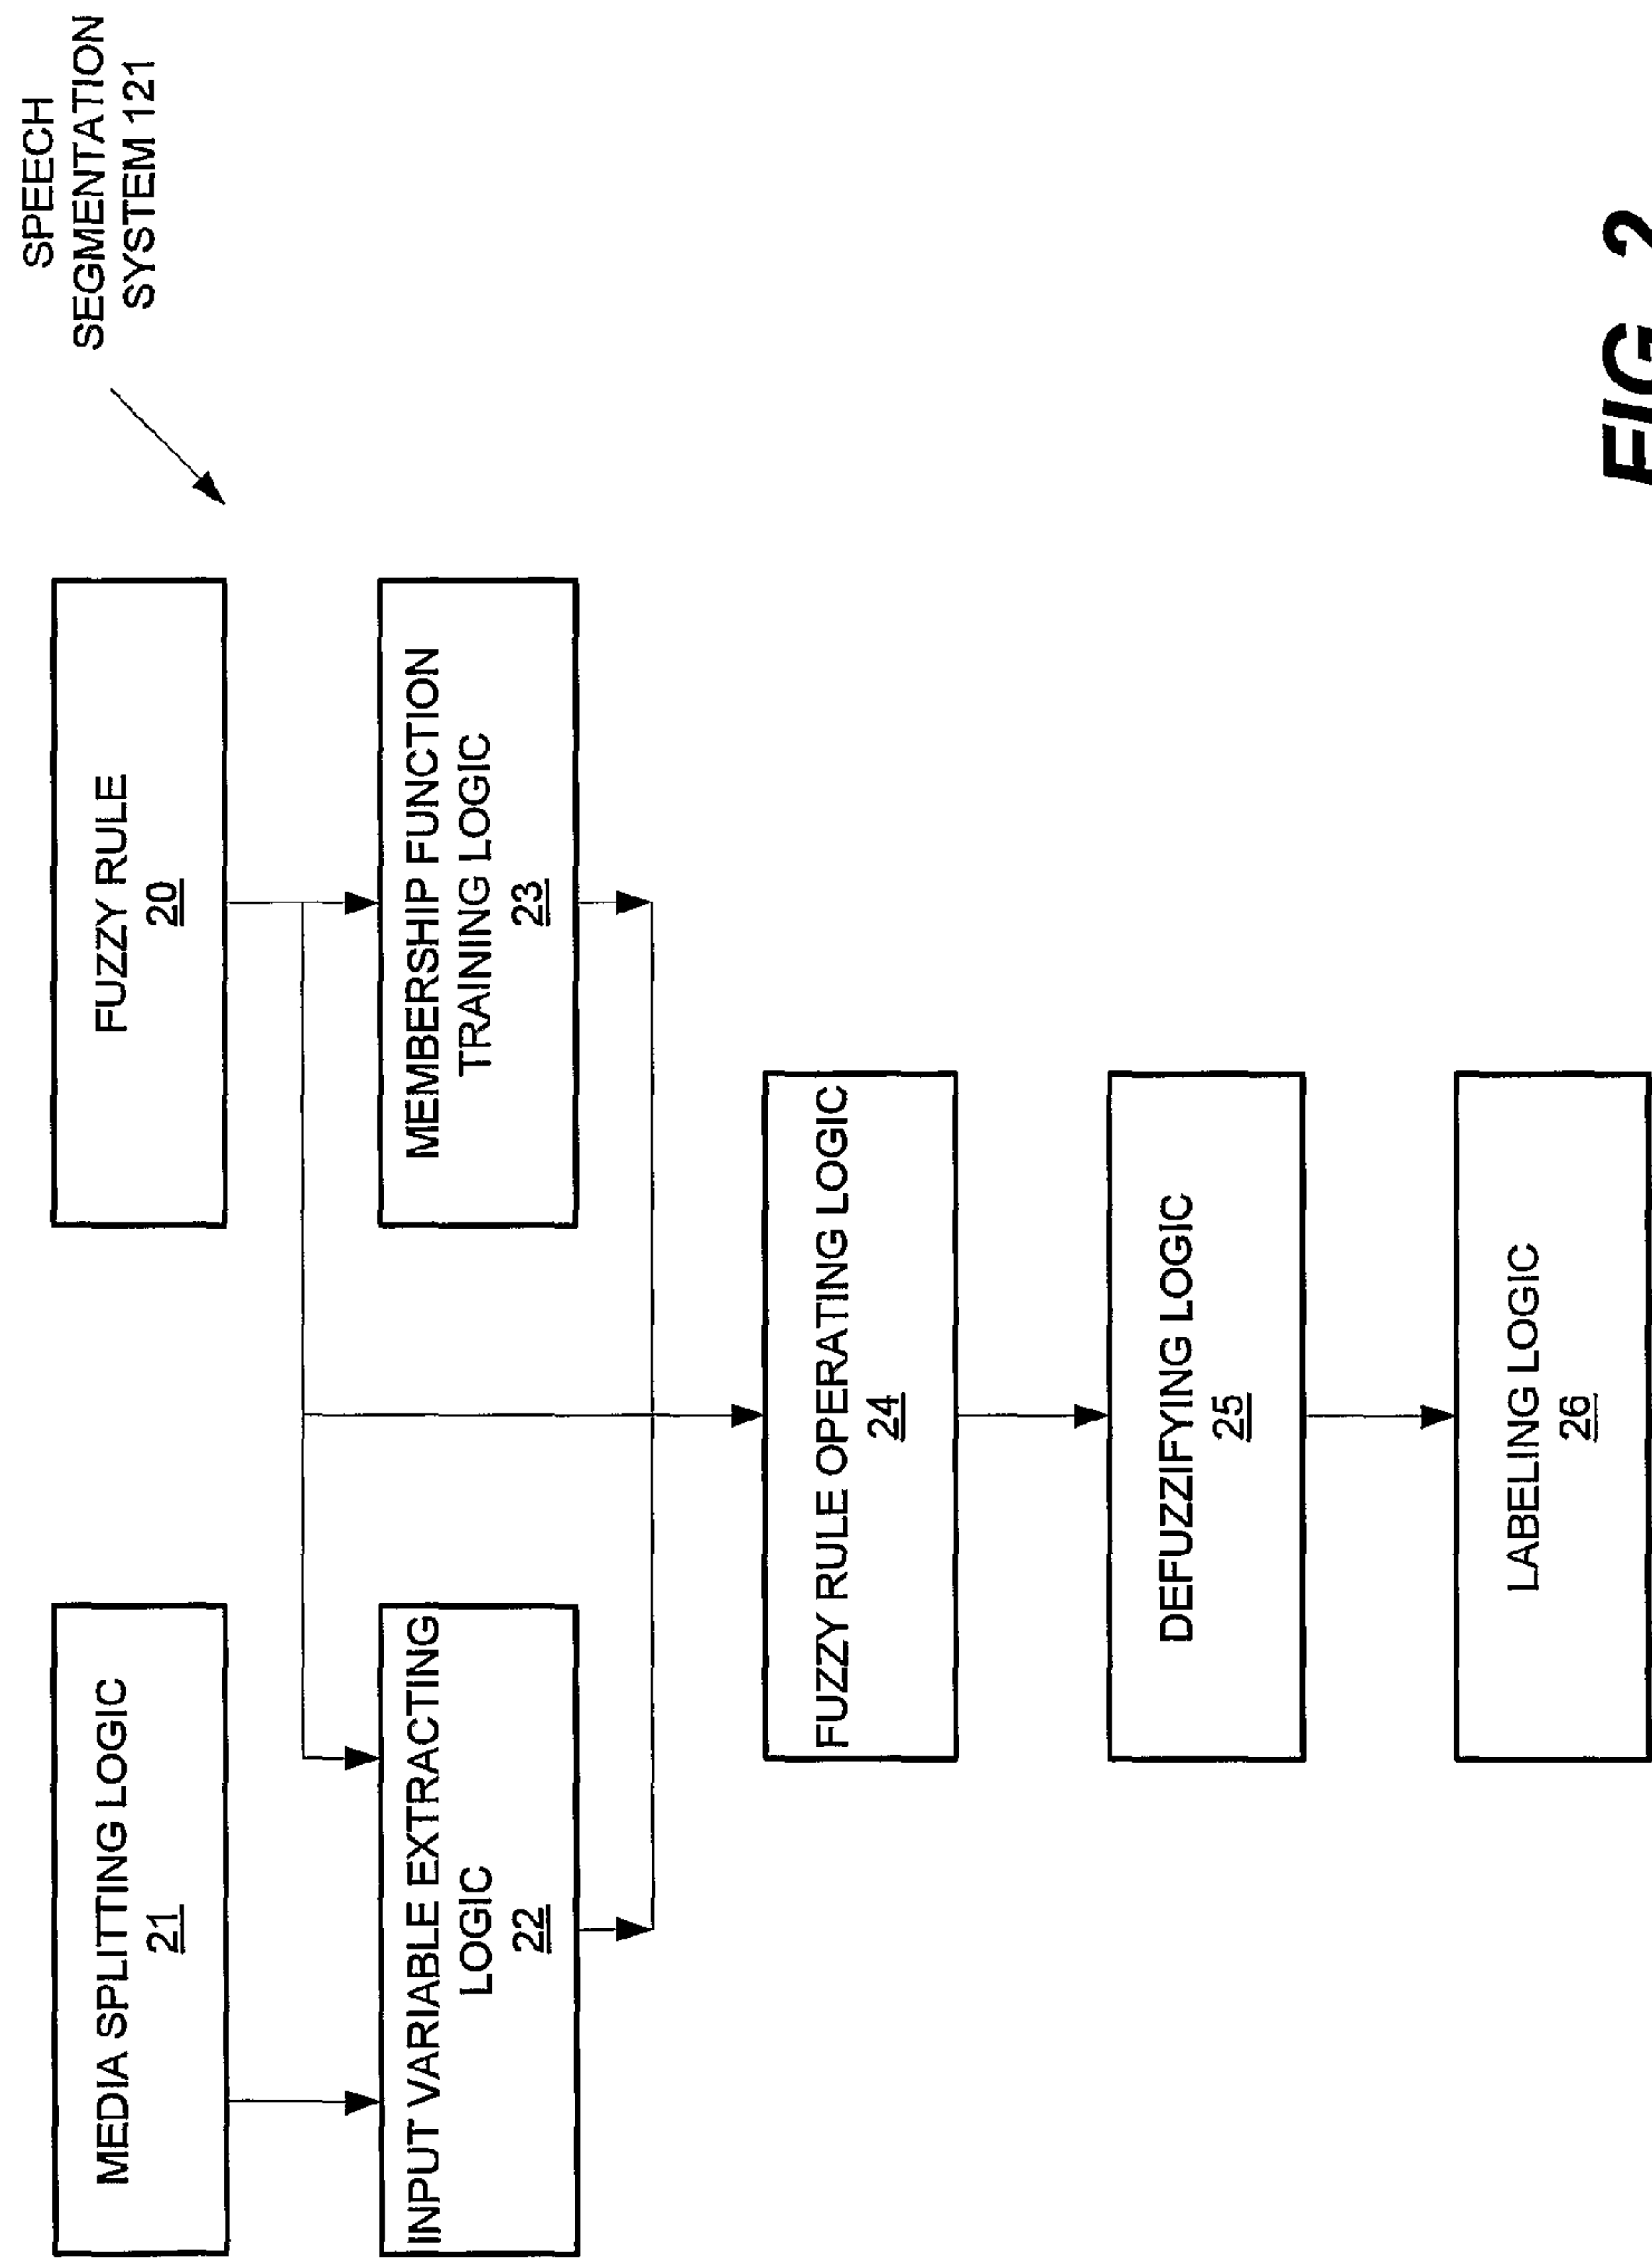 SPEECH
SEGMENTATION
SYSTEM 121
MEDIA SPLITTING LOGIC
21
FUZZY RULE
20
INPUT VARIABLE EXTRACTING
LOGIC
22
MEMBERSHIP FUNCTION
TRAINING LOGIC
23
FUZZY RULE OPERATING LOGIC
24
DEFUZZIFYING LOGIC
25
LABELING LOGIC
26
FIG. 2